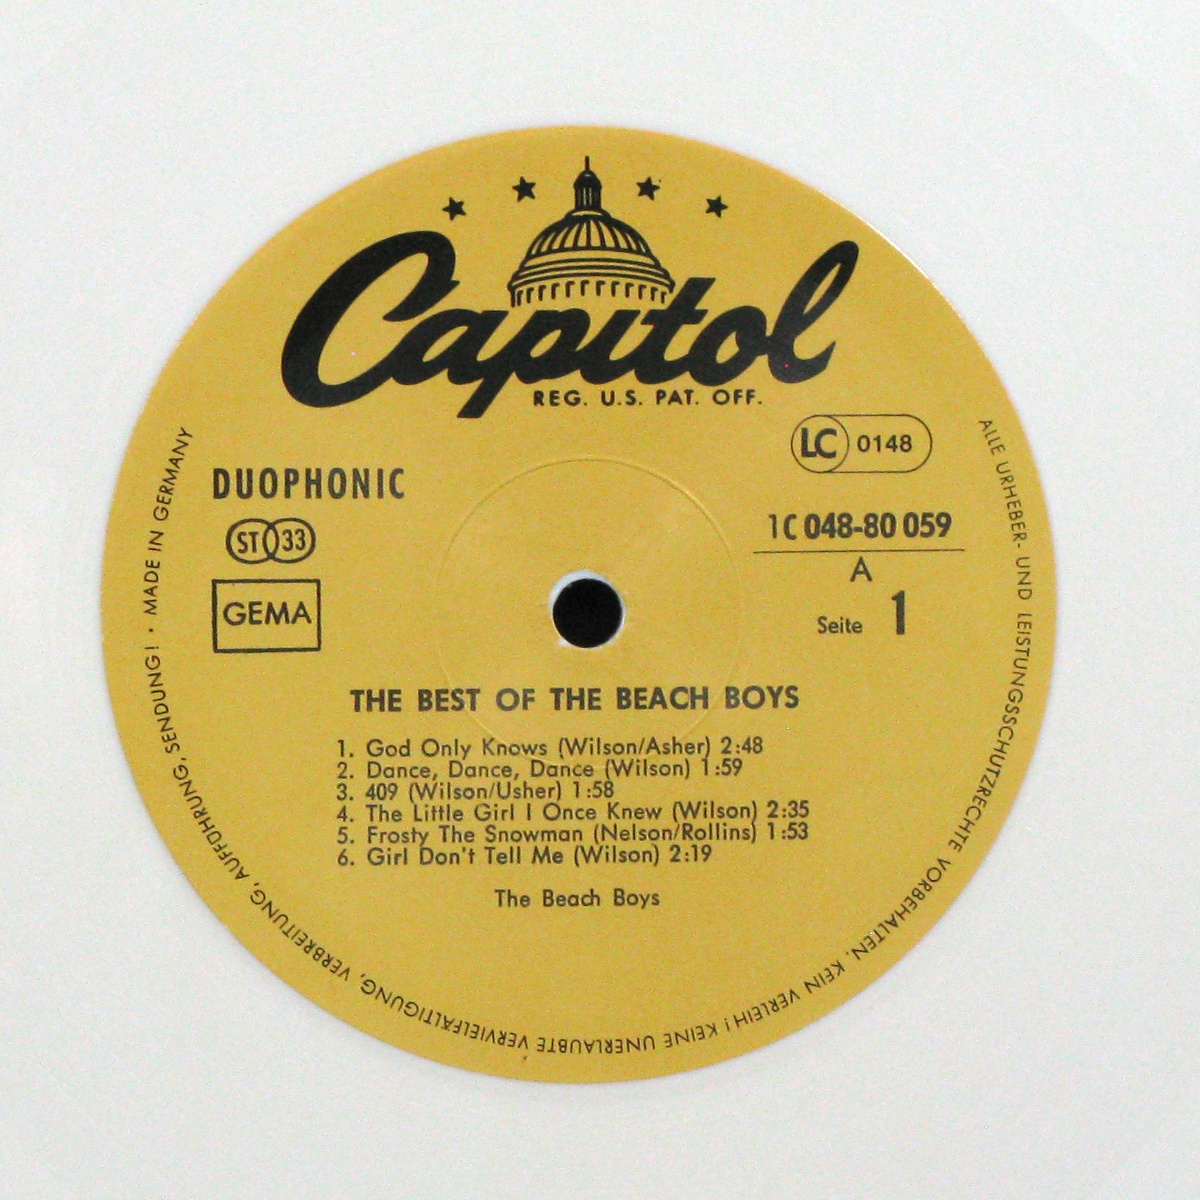 Capitol
REG. U.S. PAT. OFF.
LC 0148
DUOPHONIC
ST 33
GEMA
1C 048-80 059
A
Seite 1
THE BEST OF THE BEACH BOYS
1. God Only Knows (Wilson/Asher) 2:48
2. Dance, Dance, Dance (Wilson) 1:59
3. 409 (Wilson/Usher) 1:58
4. The Little Girl I Once Knew (Wilson) 2:35
5. Frosty The Snowman (Nelson/Rollins) 1:53
6. Girl Don't Tell Me (Wilson) 2:19
The Beach Boys
ALLE URHEBER- UND LEISTUNGSSCHUTZRECHTE VORBEHALTEN. KEIN VERLEIH! KEINE UNERLAUBTE VERVIELFÄLTIGUNG, VERBREITUNG, AUFFÜHRUNG, SENDUNG! · MADE IN GERMANY